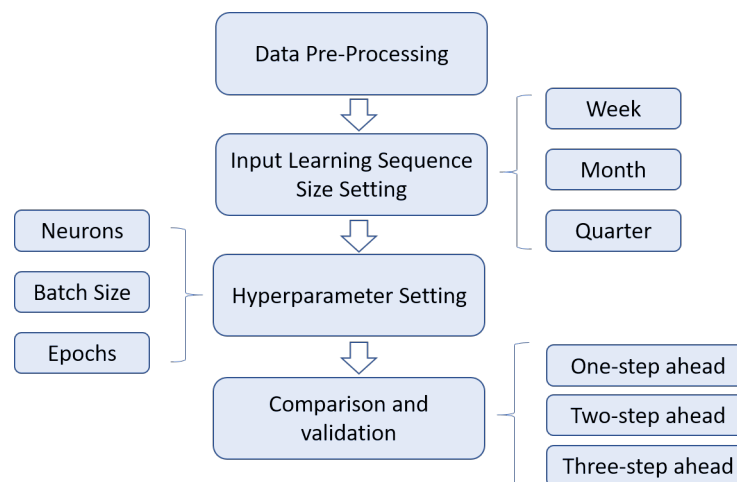 Data Pre-Processing
Input Learning Sequence
Size Setting
Week
Month
Quarter
Neurons
Batch Size
Epochs
Hyperparameter Setting
Comparison and
validation
One-step ahead
Two-step ahead
Three-step ahead